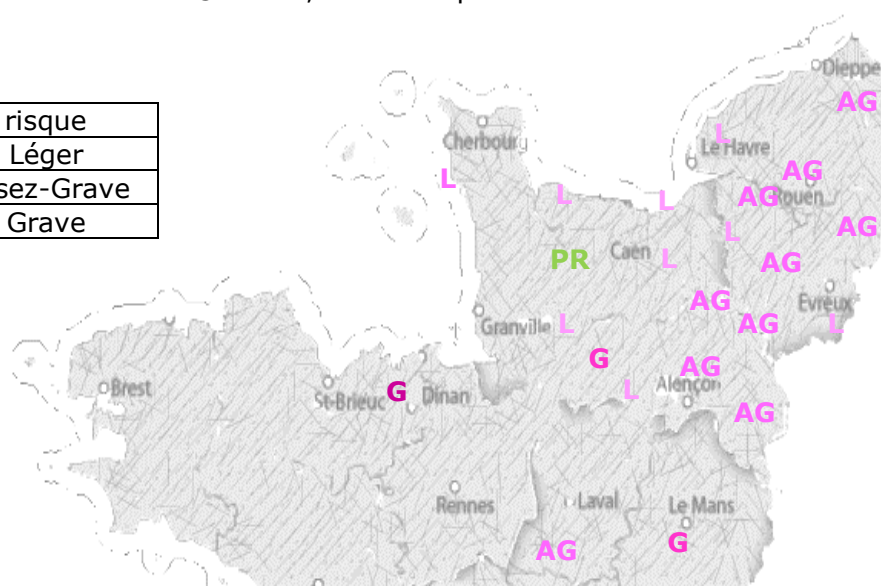 risque
Léger
sez-Grave
Grave
Dieppe
AG
Cherbourg
L
Le Havre
L
AG
L
L
AG
Rouen
L
AG
PR
Caen
L
AG
AG
Evreux
Granville
L
AG
L
G
AG
Brest
St-Brieuc
G
Dinan
L
Alençon
AG
Rennes
Laval
Le Mans
AG
G